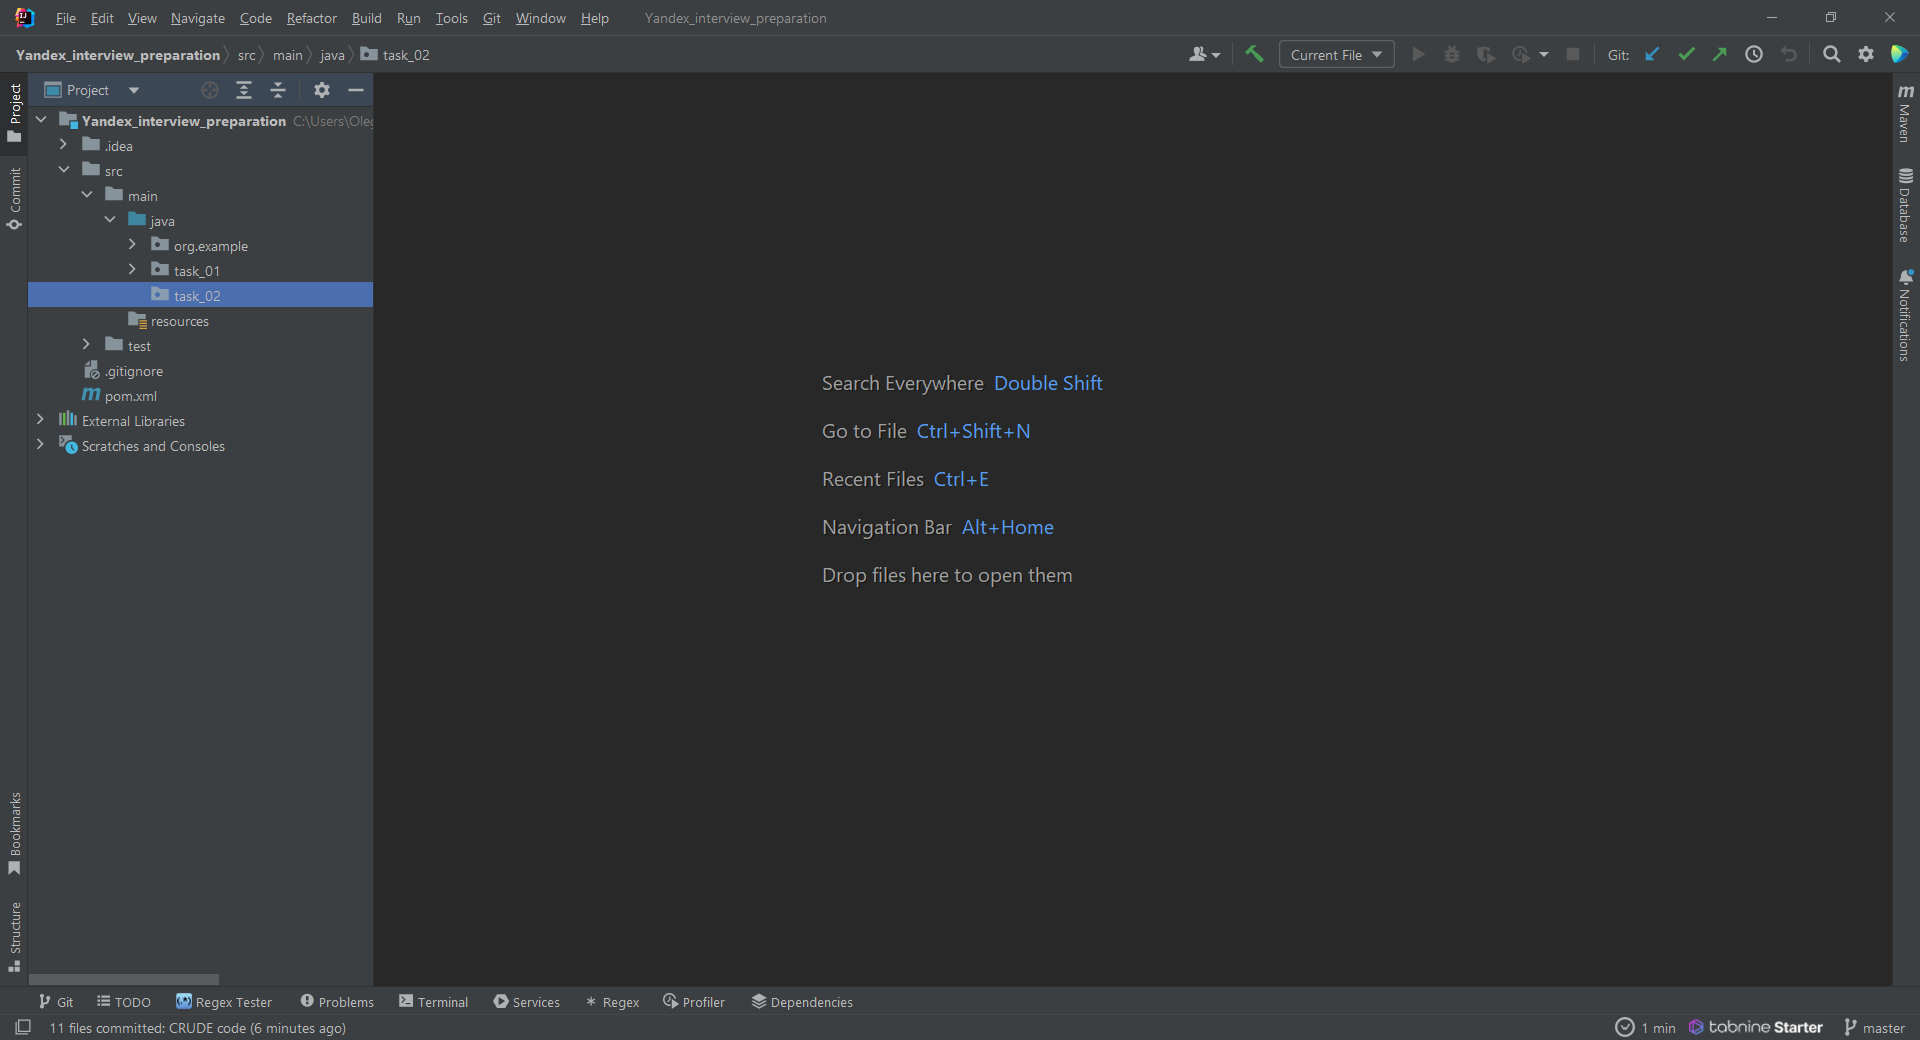 File Edit View Navigate Code Refactor Build Run Tools Git Window Help Yandex_interview_preparation
Yandex_interview_preparation src main java task_02 Current File Git:
Project
Yandex_interview_preparation C:\Users\Oleg
.idea
src
main
java
org.example
task_01
task_02
resources
test
.gitignore
pom.xml
External Libraries
Scratches and Consoles
Project
Commit
Bookmarks
Structure
Search Everywhere Double Shift
Go to File Ctrl+Shift+N
Recent Files Ctrl+E
Navigation Bar Alt+Home
Drop files here to open them
m Maven
Database
Notifications
Git TODO Regex Tester Problems Terminal Services Regex Profiler Dependencies
11 files committed: CRUDE code (6 minutes ago) 1 min tabnine Starter master